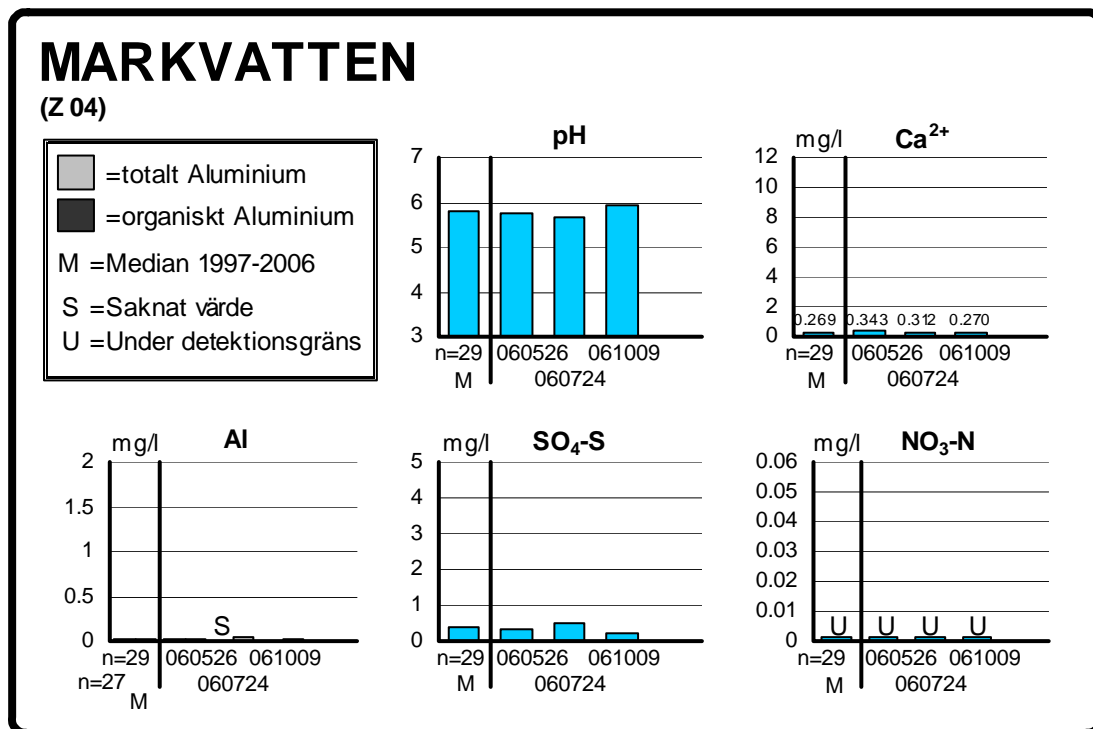 MARKVATTEN
(Z 04)
=totalt Aluminium
=organiskt Aluminium
M =Median 1997-2006
S =Saknat värde
U =Under detektionsgräns
pH
7
6
5
4
3
n=29 060526 061009
M 060724
mg/l Ca²⁺
12
10
8
6
4
2
0
0.269 0.343 0.312 0.270
n=29 060526 061009
M 060724
mg/l Al
2
1.5
1
0.5
0
S
n=29 060526 061009
n=27 060724
M
mg/l SO₄-S
5
4
3
2
1
0
n=29 060526 061009
M 060724
mg/l NO₃-N
0.06
0.05
0.04
0.03
0.02
0.01
0
U U U U
n=29 060526 061009
M 060724